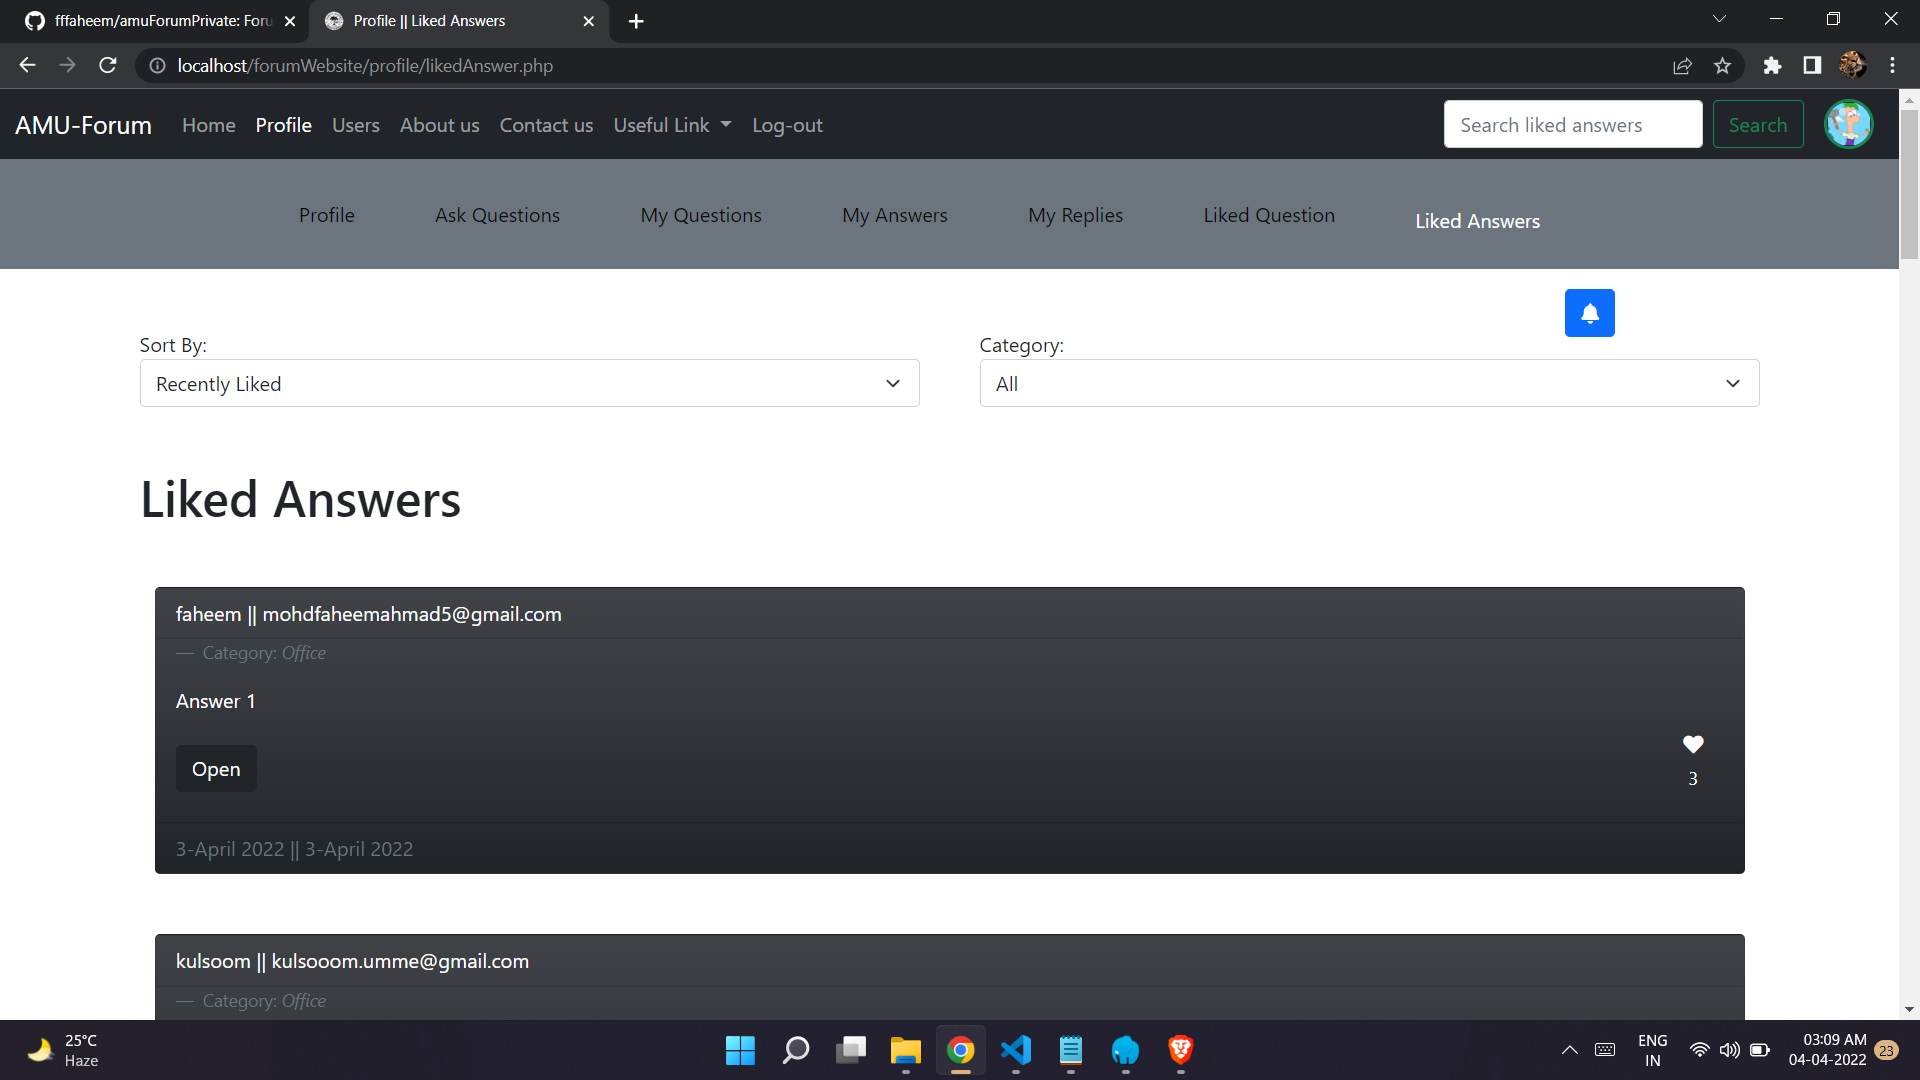 fffaheem/amuForumPrivate: Foru
Profile || Liked Answers
localhost/forumWebsite/profile/likedAnswer.php
AMU-Forum Home Profile Users About us Contact us Useful Link Log-out Search liked answers Search
Profile Ask Questions My Questions My Answers My Replies Liked Question Liked Answers
Sort By: Category:
Recently Liked All
Liked Answers
faheem || mohdfaheemahmad5@gmail.com
— Category: Office
Answer 1
Open
3
3-April 2022 || 3-April 2022
kulsoom || kulsooom.umme@gmail.com
— Category: Office
25°C
Haze
ENG
IN
03:09 AM
04-04-2022
23